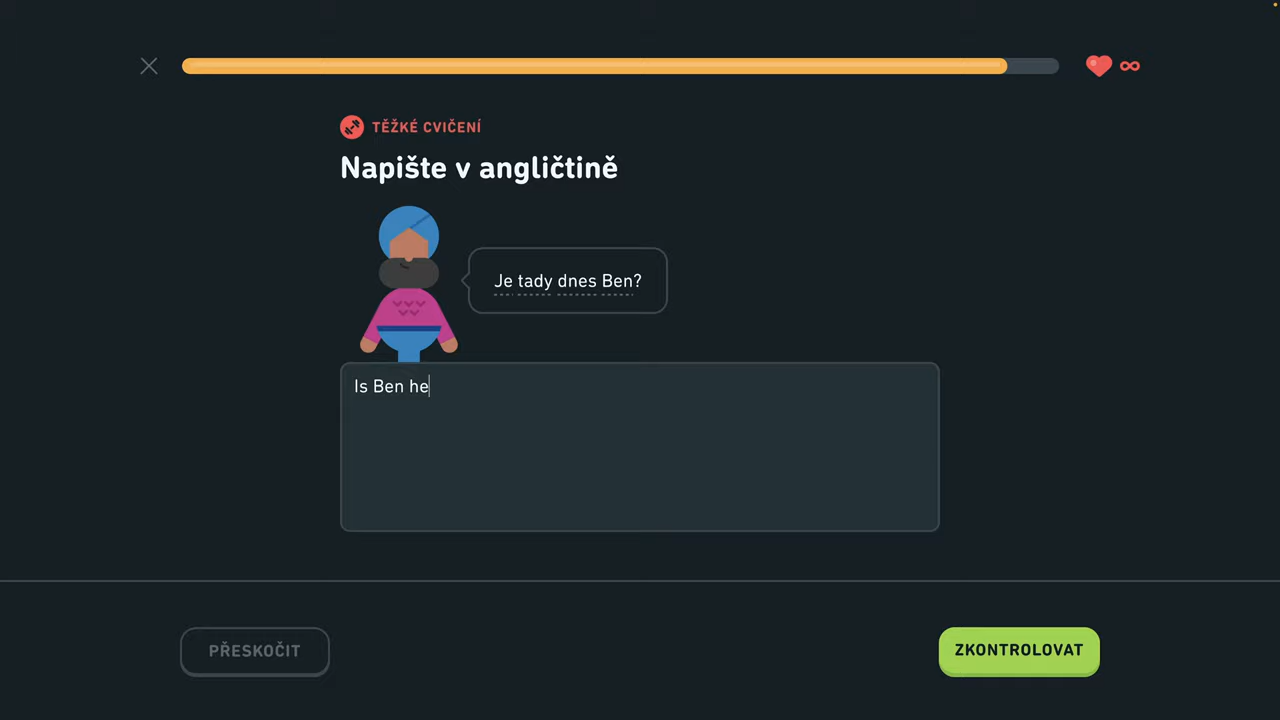 TĚŽKÉ CVIČENÍ
Napište v angličtině
Je tady dnes Ben?
Is Ben he
PŘESKOČIT
ZKONTROLOVAT